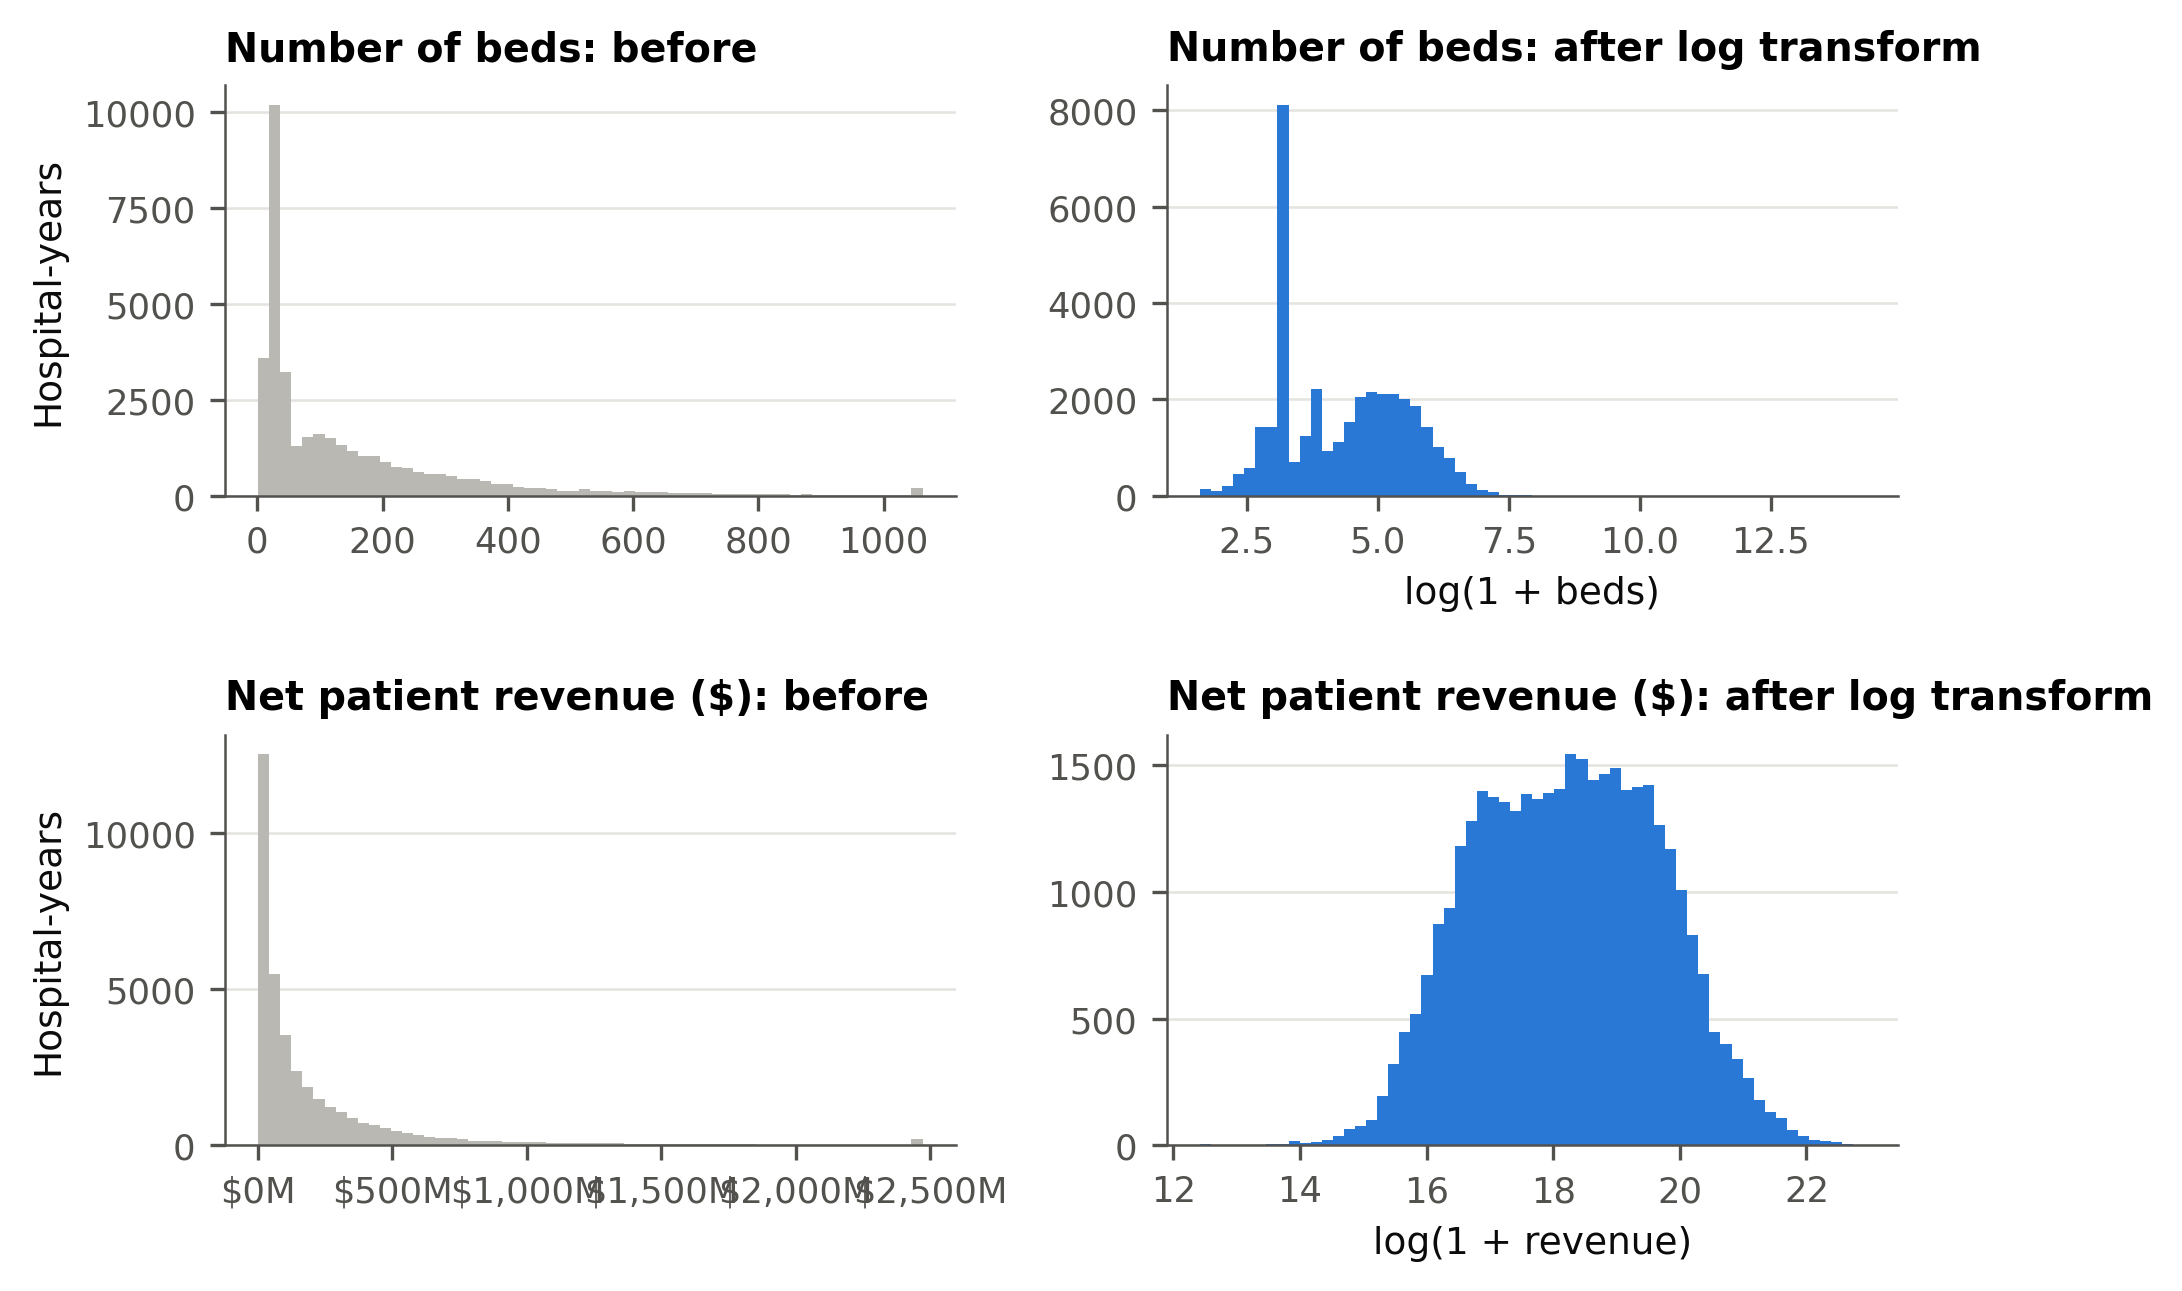 Number of beds: before
Number of beds: after log transform
Hospital-years
10000
7500
5000
2500
0
0 200 400 600 800 1000
8000
6000
4000
2000
0
2.5 5.0 7.5 10.0 12.5
log(1 + beds)
Net patient revenue ($): before
Net patient revenue ($): after log transform
Hospital-years
10000
5000
0
$0M $500M $1,000M $1,500M $2,000M $2,500M
1500
1000
500
0
12 14 16 18 20 22
log(1 + revenue)